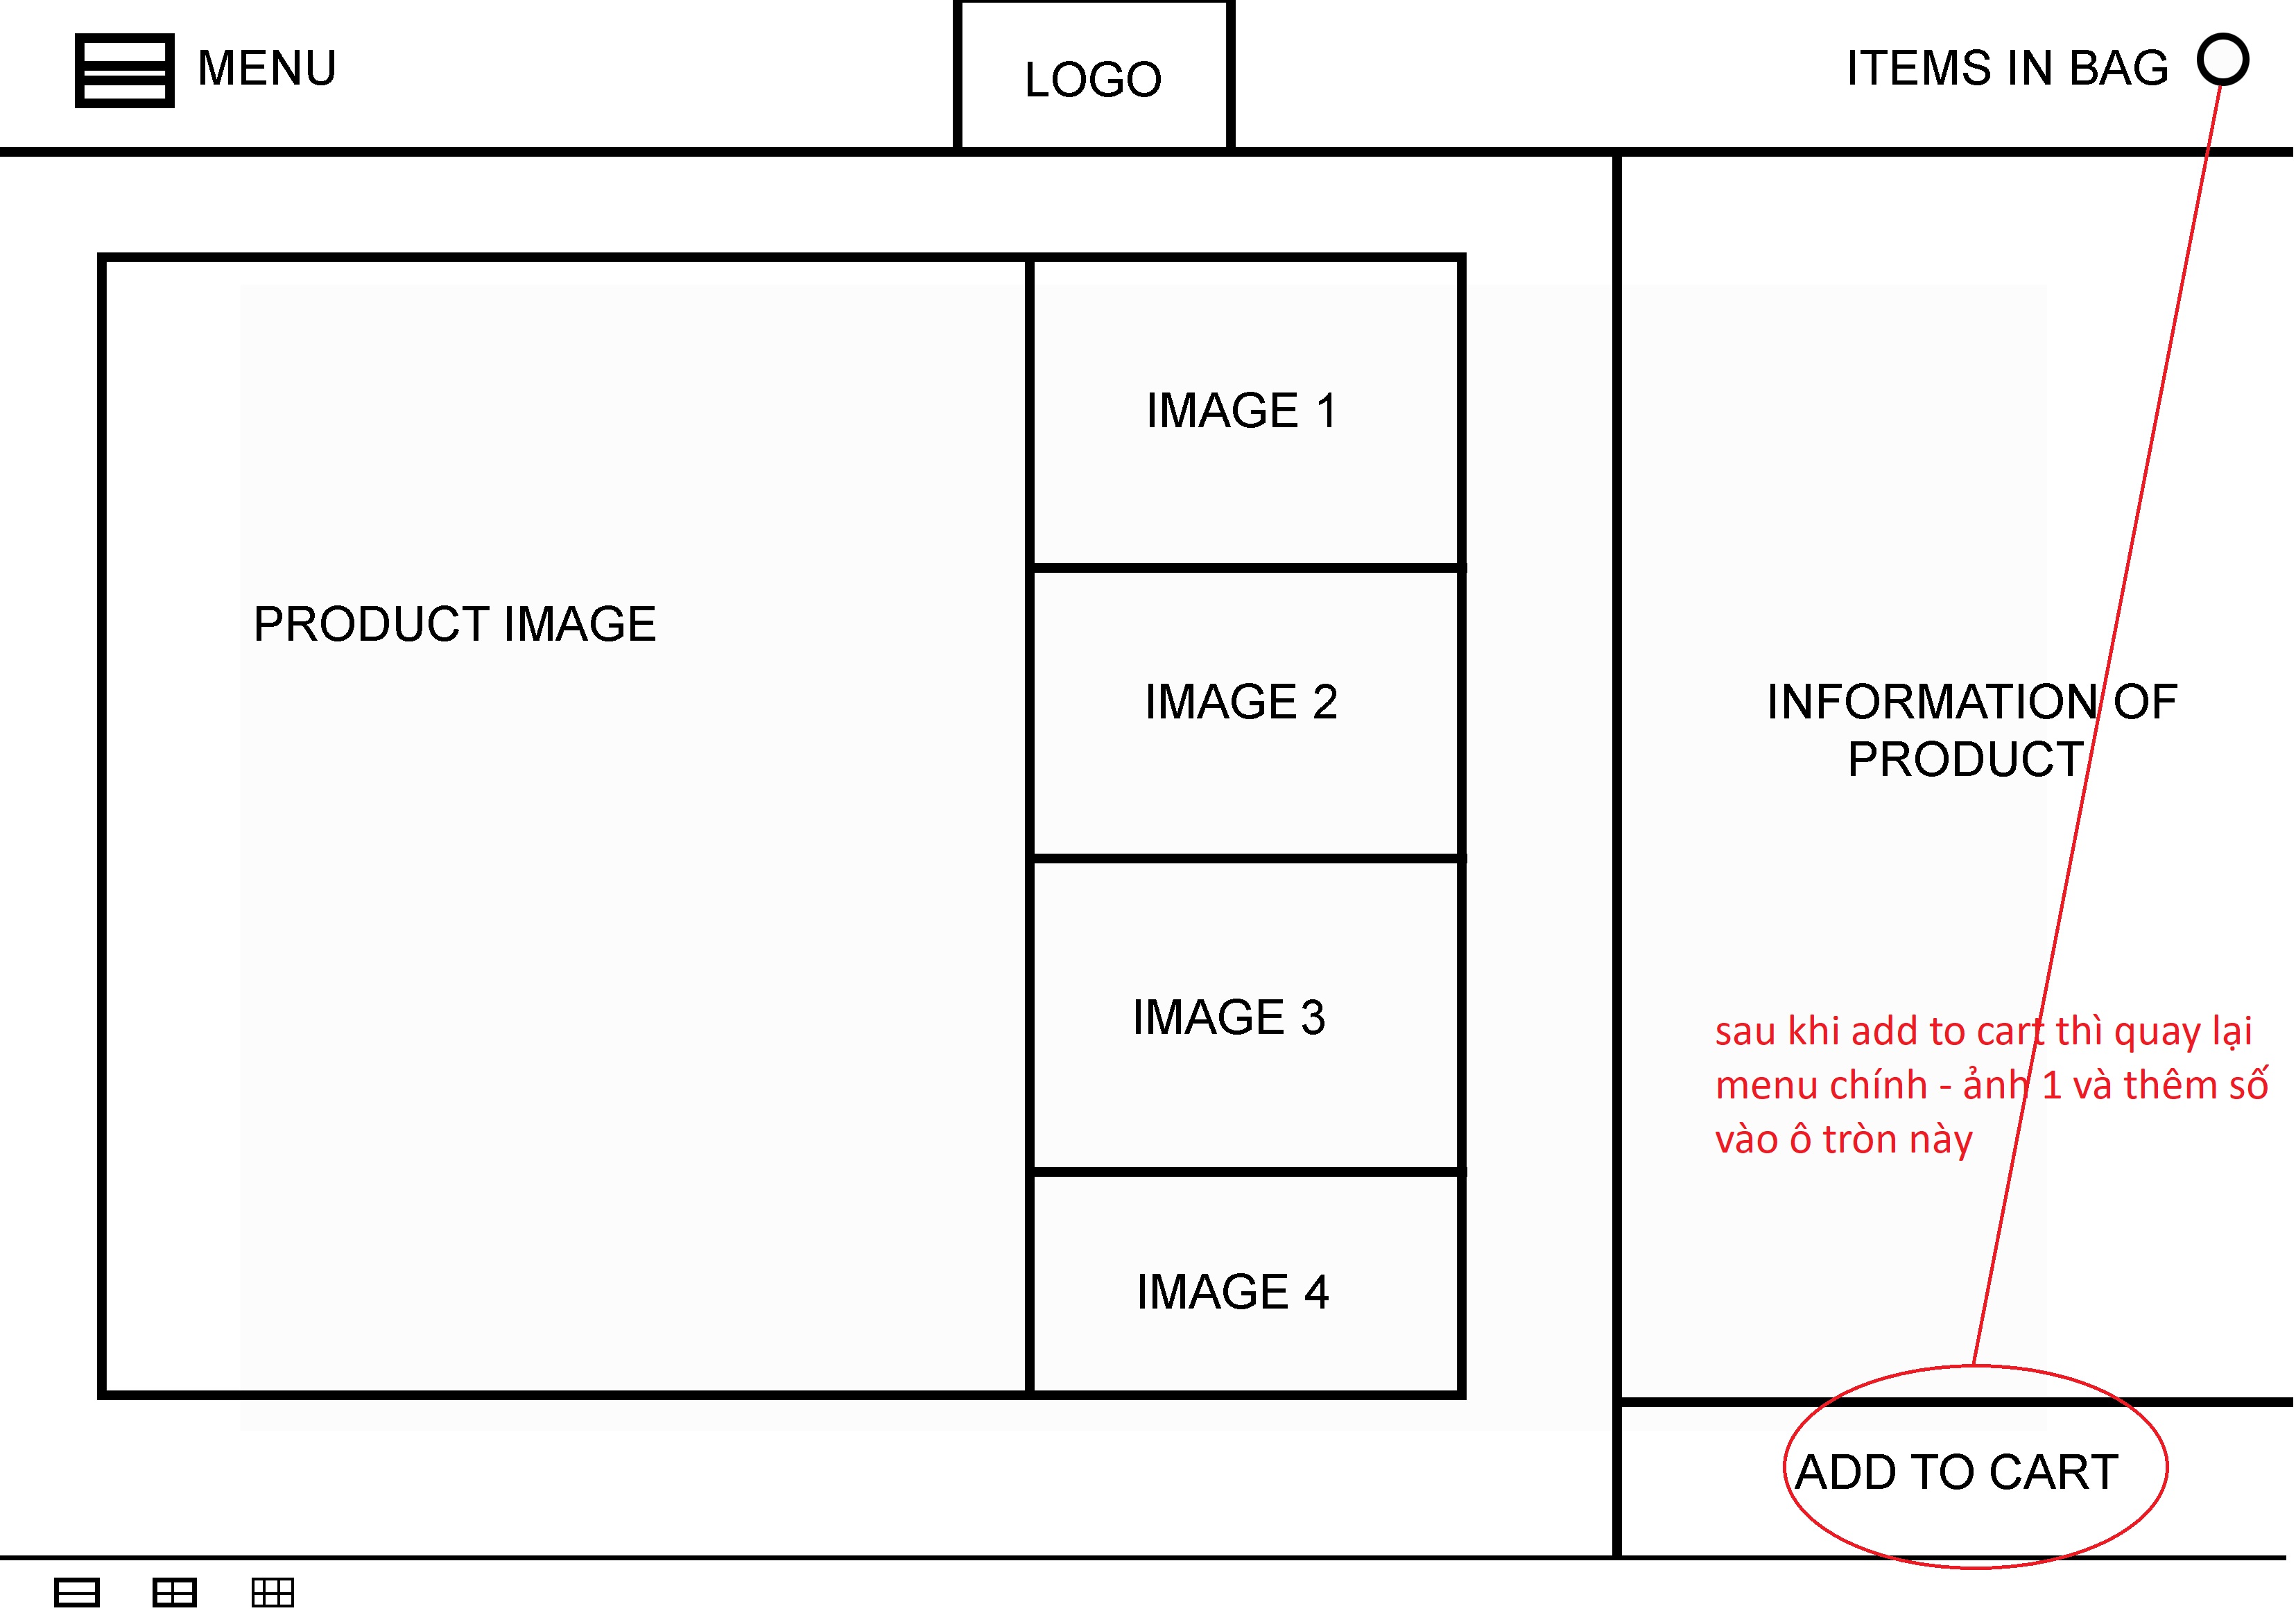 MENU
LOGO
ITEMS IN BAG
PRODUCT IMAGE
IMAGE 1
IMAGE 2
IMAGE 3
IMAGE 4
INFORMATION OF
PRODUCT
sau khi add to cart thì quay lại
menu chính - ảnh 1 và thêm số
vào ô tròn này
ADD TO CART